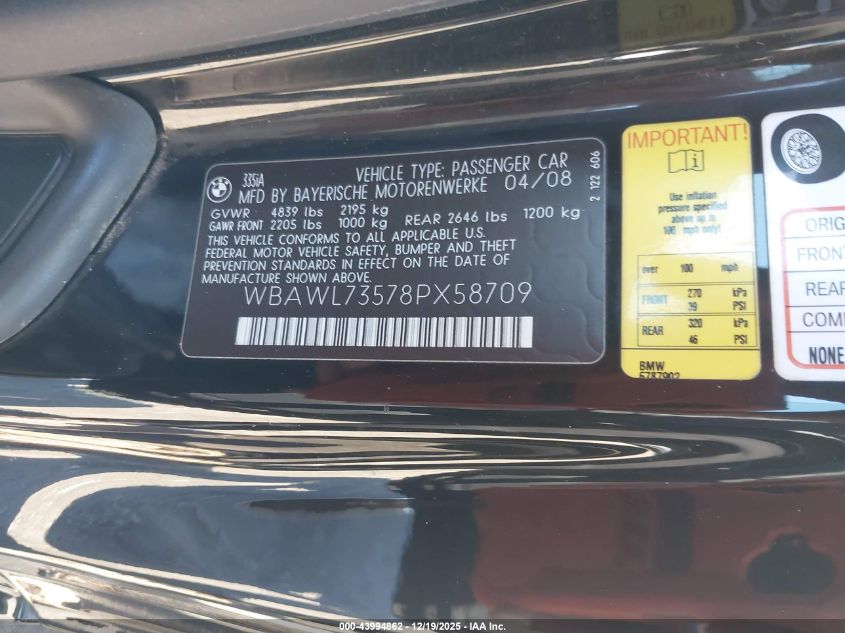 335iA
VEHICLE TYPE: PASSENGER CAR
MFD BY BAYERISCHE MOTORENWERKE 04/08
GVWR 4839 lbs 2195 kg
GAWR FRONT 2205 lbs 1000 kg REAR 2646 lbs 1200 kg
THIS VEHICLE CONFORMS TO ALL APPLICABLE U.S.
FEDERAL MOTOR VEHICLE SAFETY, BUMPER AND THEFT
PREVENTION STANDARDS IN EFFECT ON THE DATE OF
MANUFACTURE SHOWN ABOVE.
WBAWL73578PX58709
2 122 606
IMPORTANT!
Use inflation
pressure specified
above up to
100 mph only!
over 100 mph
FRONT 270 kPa
39 PSI
REAR 320 kPa
46 PSI
BMW
6787902
ORIG
FRONT
REAR
COM
NONE
000-43994862 - 12/19/2025 - IAA Inc.